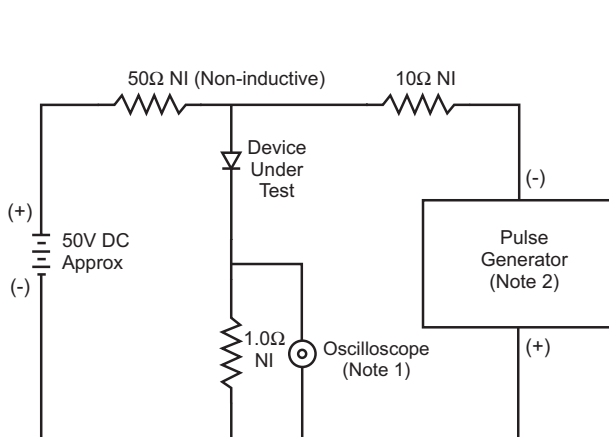 50Ω NI (Non-inductive)
10Ω NI
Device
Under
Test
(-)
(+)
50V DC
Approx
(-)
Pulse
Generator
(Note 2)
1.0Ω
NI
Oscilloscope
(Note 1)
(+)